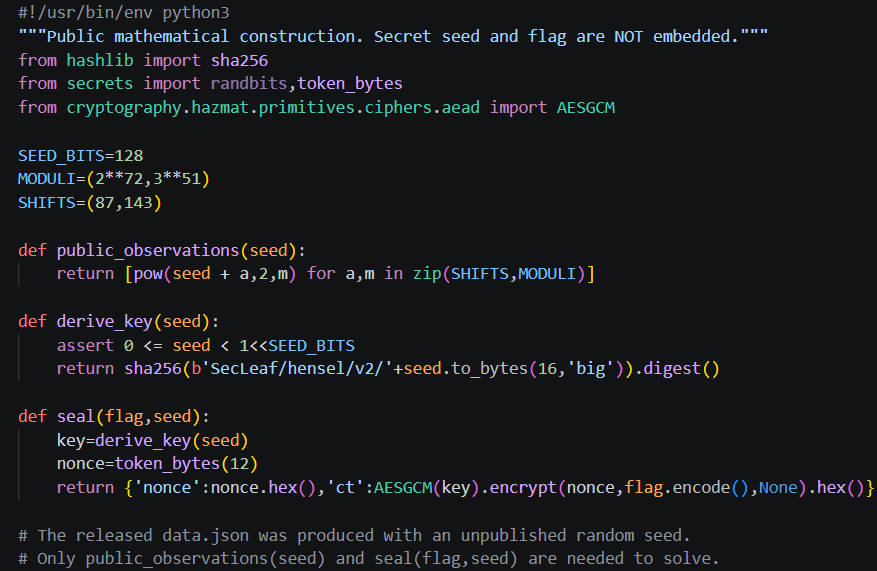 #!/usr/bin/env python3
"""Public mathematical construction. Secret seed and flag are NOT embedded."""
from hashlib import sha256
from secrets import randbits,token_bytes
from cryptography.hazmat.primitives.ciphers.aead import AESGCM

SEED_BITS=128
MODULI=(2**72,3**51)
SHIFTS=(87,143)

def public_observations(seed):
    return [pow(seed + a,2,m) for a,m in zip(SHIFTS,MODULI)]

def derive_key(seed):
    assert 0 <= seed < 1<<SEED_BITS
    return sha256(b'SecLeaf/hensel/v2/'+seed.to_bytes(16,'big')).digest()

def seal(flag,seed):
    key=derive_key(seed)
    nonce=token_bytes(12)
    return {'nonce':nonce.hex(),'ct':AESGCM(key).encrypt(nonce,flag.encode(),None).hex()}

# The released data.json was produced with an unpublished random seed.
# Only public_observations(seed) and seal(flag,seed) are needed to solve.